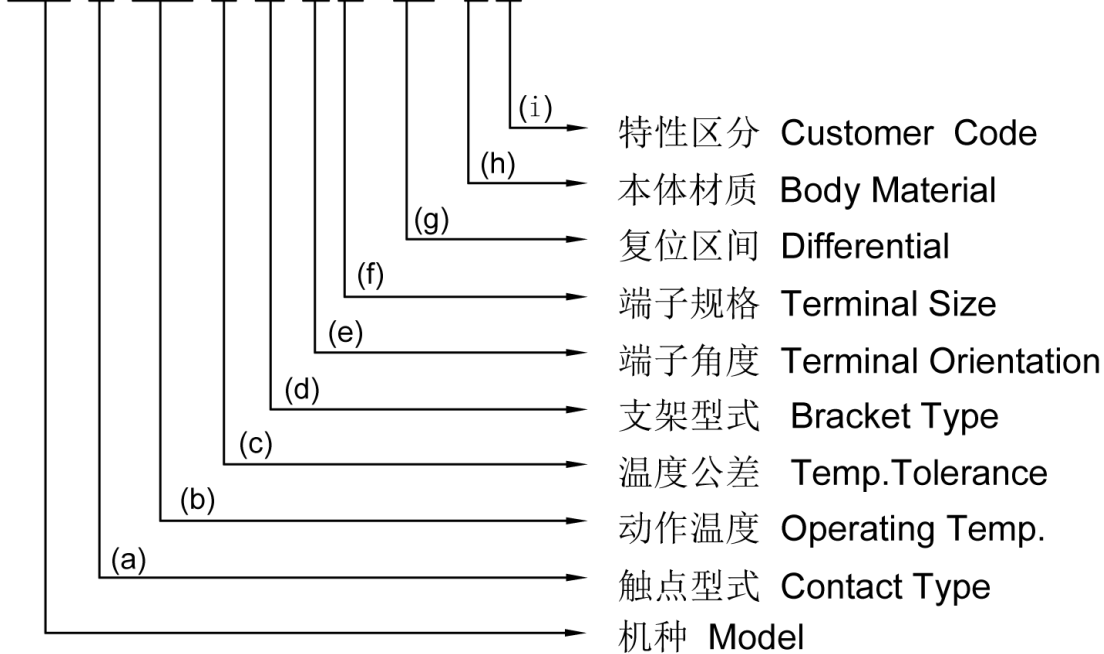 (i)
特性区分 Customer Code
(h)
本体材质 Body Material
(g)
复位区间 Differential
(f)
端子规格 Terminal Size
(e)
端子角度 Terminal Orientation
(d)
支架型式 Bracket Type
(c)
温度公差 Temp.Tolerance
(b)
动作温度 Operating Temp.
(a)
触点型式 Contact Type
机种 Model